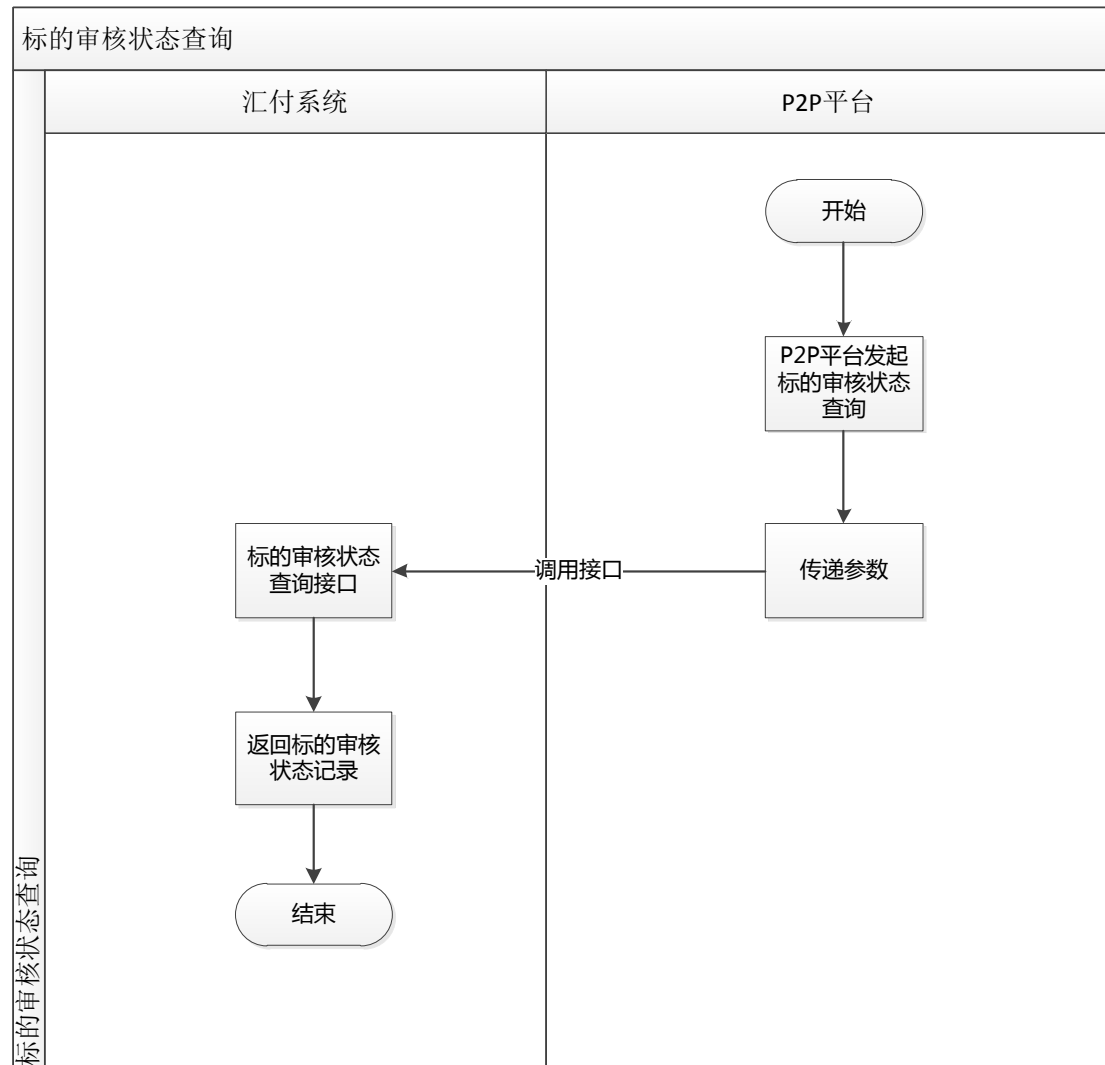 标的审核状态查询
汇付系统
P2P平台
开始
P2P平台发起
标的审核状态
查询
传递参数
调用接口
标的审核状态
查询接口
返回标的审核
状态记录
结束
标的审核状态查询